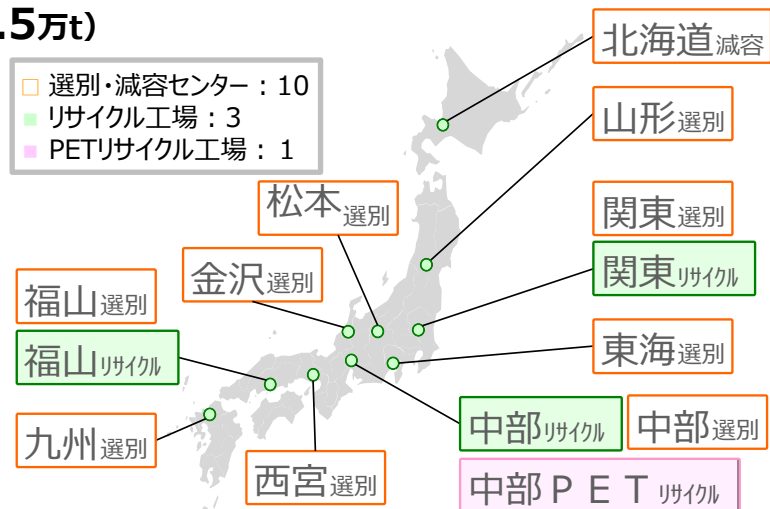 .5万t）
□ 選別・減容センター：10
■ リサイクル工場：3
■ PETリサイクル工場：1
北海道減容
山形選別
松本選別
関東選別
金沢選別
関東リサイクル
福山選別
福山リサイクル
東海選別
九州選別
西宮選別
中部リサイクル
中部選別
中部ＰＥＴリサイクル